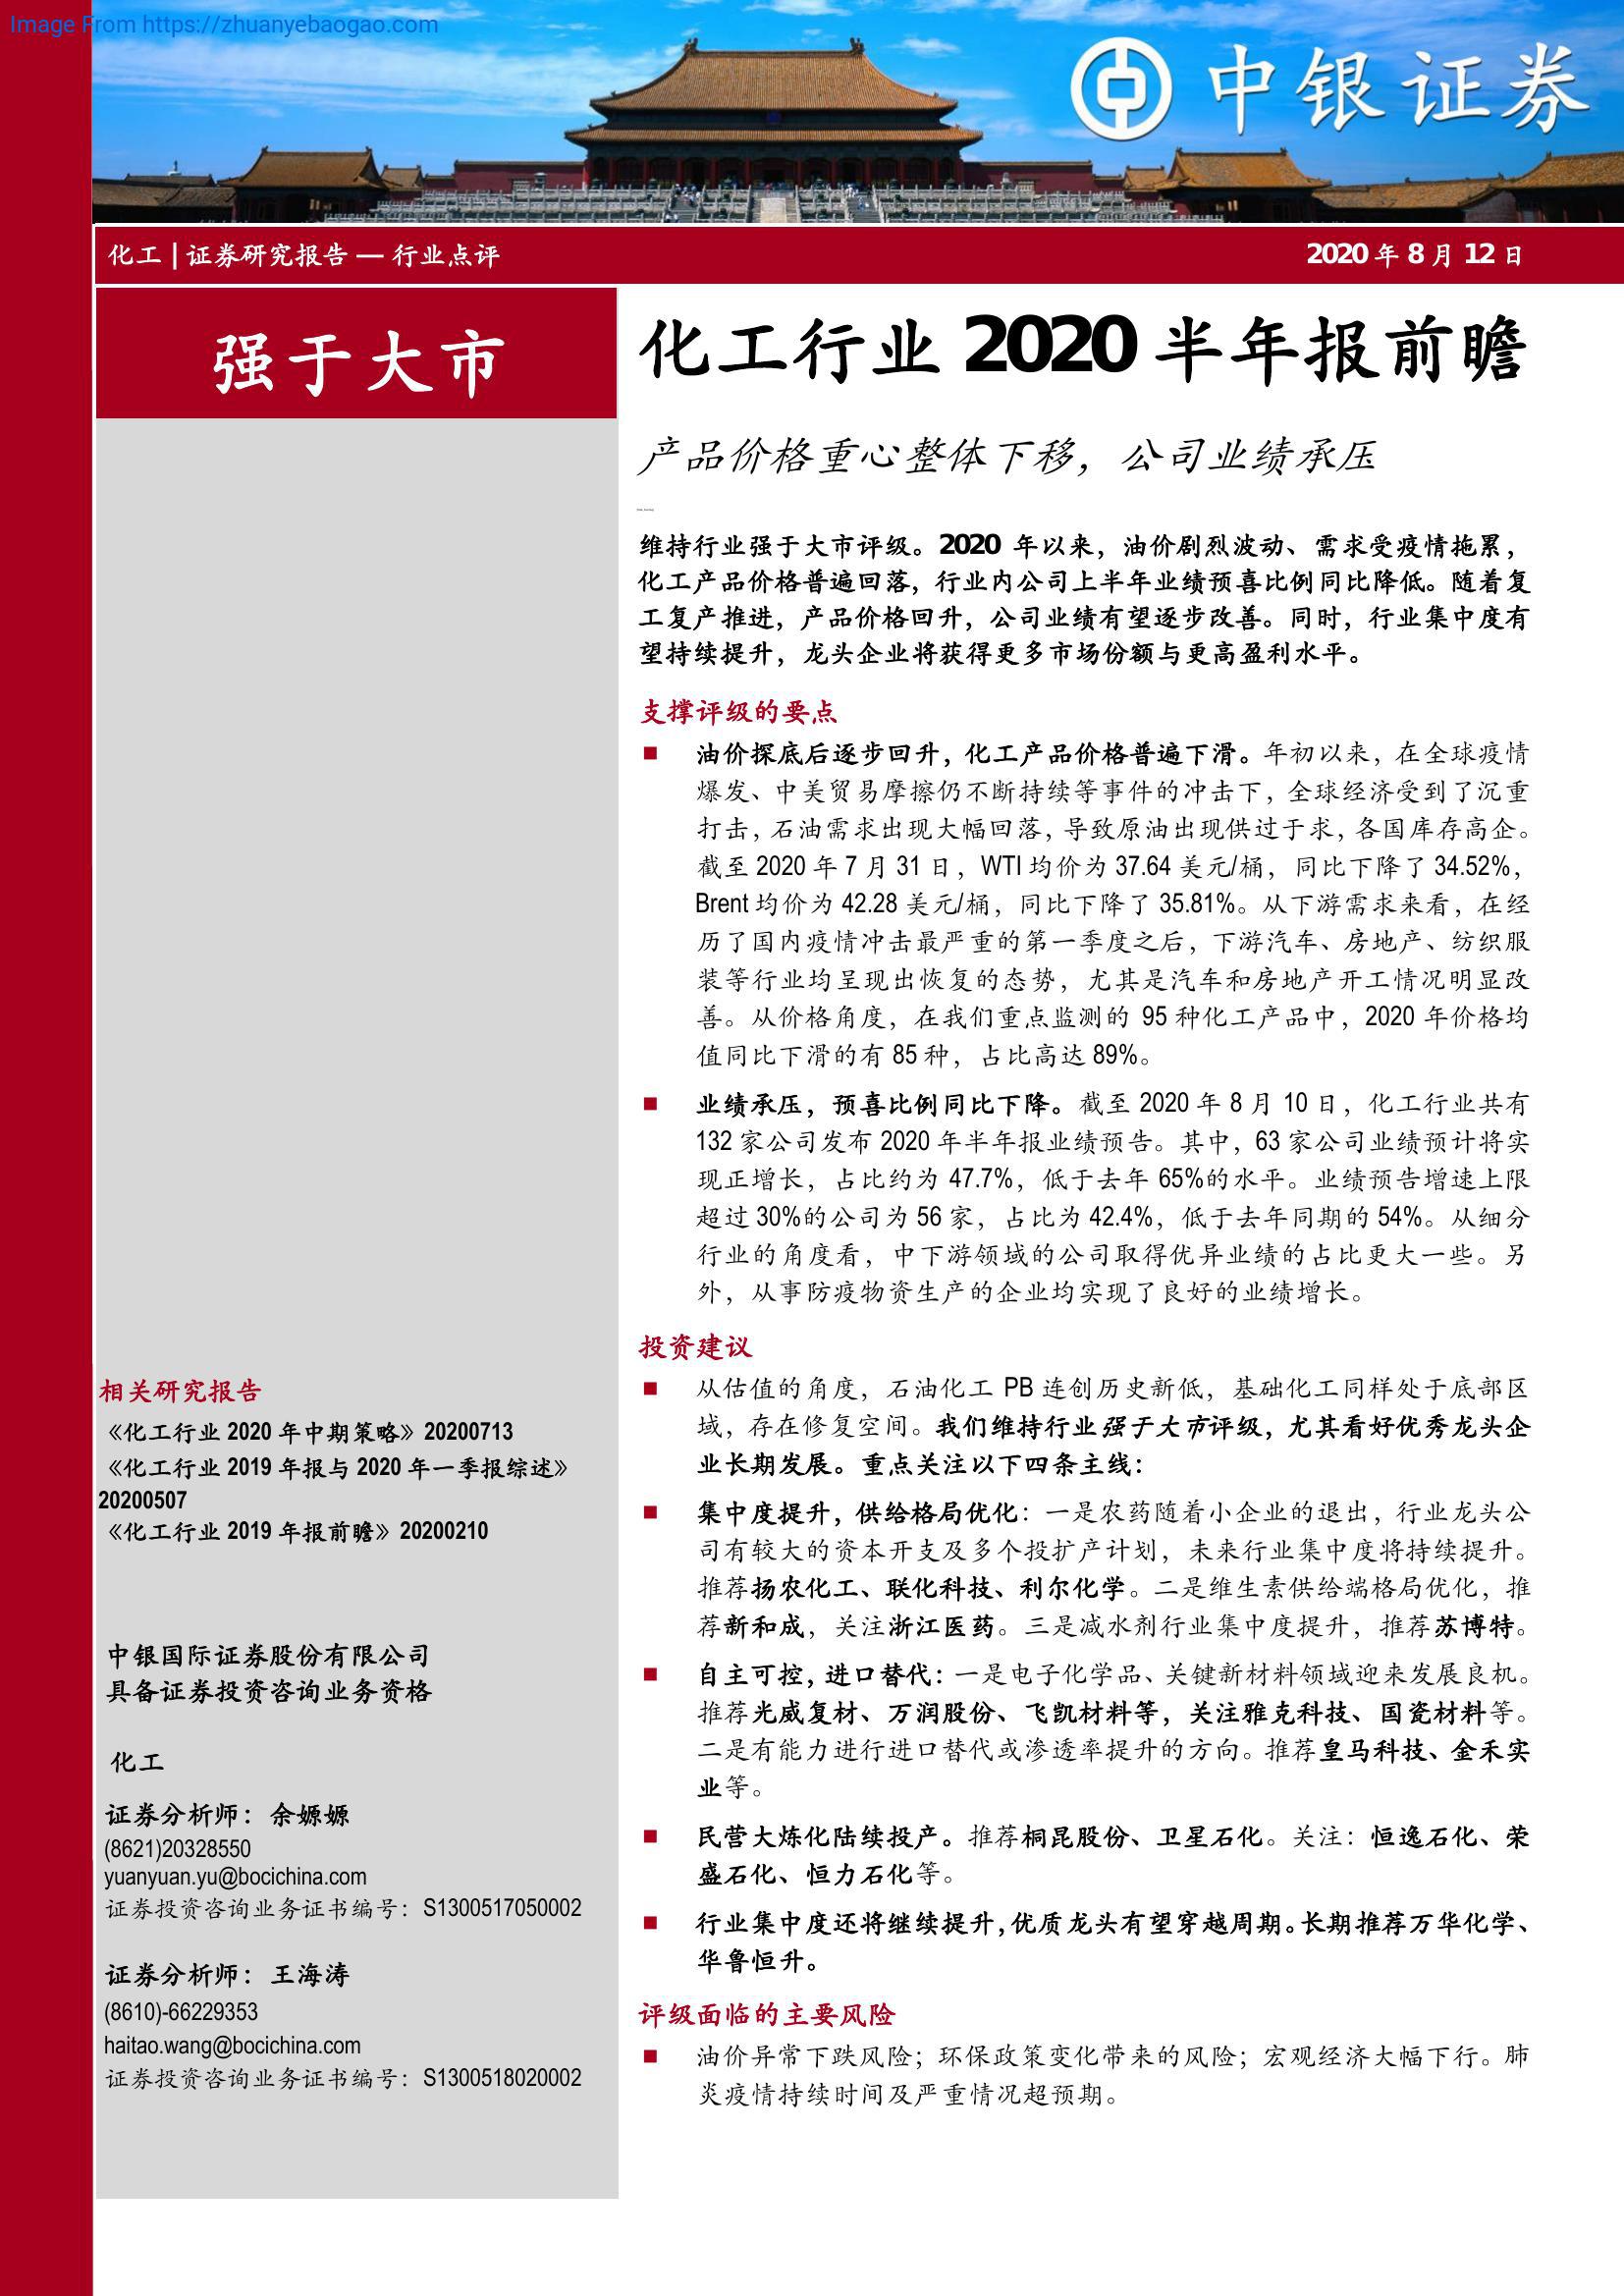 Image From https://zhuanyebaogao.com
中银证券
化工 | 证券研究报告 — 行业点评
2020 年 8 月 12 日
强于大市
化工行业 2020 半年报前瞻
产品价格重心整体下移，公司业绩承压
维持行业强于大市评级。2020 年以来，油价剧烈波动、需求受疫情拖累，
化工产品价格普遍回落，行业内公司上半年业绩预喜比例同比降低。随着复
工复产推进，产品价格回升，公司业绩有望逐步改善。同时，行业集中度有
望持续提升，龙头企业将获得更多市场份额与更高盈利水平。
支撑评级的要点
■ 油价探底后逐步回升，化工产品价格普遍下滑。年初以来，在全球疫情
爆发、中美贸易摩擦仍不断持续等事件的冲击下，全球经济受到了沉重
打击，石油需求出现大幅回落，导致原油出现供过于求，各国库存高企。
截至 2020 年 7 月 31 日，WTI 均价为 37.64 美元/桶，同比下降了 34.52%，
Brent 均价为 42.28 美元/桶，同比下降了 35.81%。从下游需求来看，在经
历了国内疫情冲击最严重的第一季度之后，下游汽车、房地产、纺织服
装等行业均呈现出恢复的态势，尤其是汽车和房地产开工情况明显改
善。从价格角度，在我们重点监测的 95 种化工产品中，2020 年价格均
值同比下滑的有 85 种，占比高达 89%。
■ 业绩承压，预喜比例同比下降。截至 2020 年 8 月 10 日，化工行业共有
132 家公司发布 2020 年半年报业绩预告。其中，63 家公司业绩预计将实
现正增长，占比约为 47.7%，低于去年 65%的水平。业绩预告增速上限
超过 30%的公司为 56 家，占比为 42.4%，低于去年同期的 54%。从细分
行业的角度看，中下游领域的公司取得优异业绩的占比更大一些。另
外，从事防疫物资生产的企业均实现了良好的业绩增长。
投资建议
■ 从估值的角度，石油化工 PB 连创历史新低，基础化工同样处于底部区
域，存在修复空间。我们维持行业强于大市评级，尤其看好优秀龙头企
业长期发展。重点关注以下四条主线：
■ 集中度提升，供给格局优化：一是农药随着小企业的退出，行业龙头公
司有较大的资本开支及多个投扩产计划，未来行业集中度将持续提升。
推荐扬农化工、联化科技、利尔化学。二是维生素供给端格局优化，推
荐新和成，关注浙江医药。三是减水剂行业集中度提升，推荐苏博特。
■ 自主可控，进口替代：一是电子化学品、关键新材料领域迎来发展良机。
推荐光威复材、万润股份、飞凯材料等，关注雅克科技、国瓷材料等。
二是有能力进行进口替代或渗透率提升的方向。推荐皇马科技、金禾实
业等。
■ 民营大炼化陆续投产。推荐桐昆股份、卫星石化。关注：恒逸石化、荣
盛石化、恒力石化等。
■ 行业集中度还将继续提升，优质龙头有望穿越周期。长期推荐万华化学、
华鲁恒升。
评级面临的主要风险
■ 油价异常下跌风险；环保政策变化带来的风险；宏观经济大幅下行。肺
炎疫情持续时间及严重情况超预期。
相关研究报告
《化工行业 2020 年中期策略》20200713
《化工行业 2019 年报与 2020 年一季报综述》
20200507
《化工行业 2019 年报前瞻》20200210
中银国际证券股份有限公司
具备证券投资咨询业务资格
化工
证券分析师：余嫄嫄
(8621)20328550
yuanyuan.yu@bocichina.com
证券投资咨询业务证书编号：S1300517050002
证券分析师：王海涛
(8610)-66229353
haitao.wang@bocichina.com
证券投资咨询业务证书编号：S1300518020002